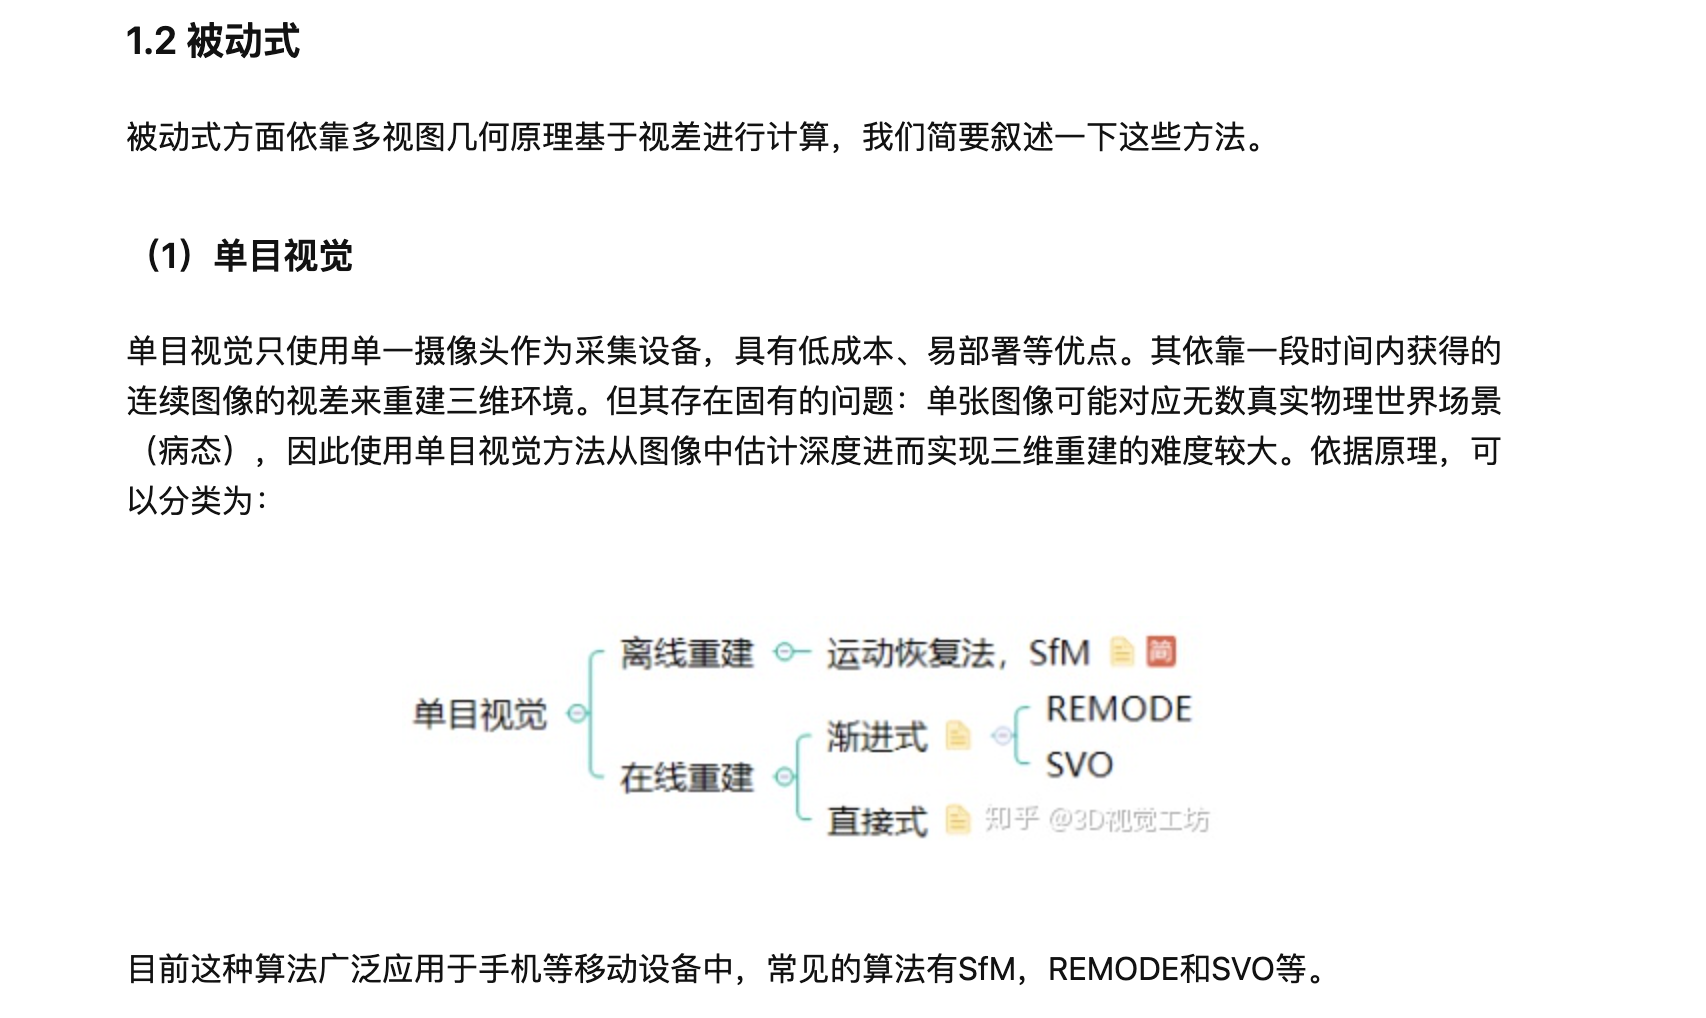 1.2 被动式
被动式方面依靠多视图几何原理基于视差进行计算，我们简要叙述一下这些方法。
（1）单目视觉
单目视觉只使用单一摄像头作为采集设备，具有低成本、易部署等优点。其依靠一段时间内获得的
连续图像的视差来重建三维环境。但其存在固有的问题：单张图像可能对应无数真实物理世界场景
（病态），因此使用单目视觉方法从图像中估计深度进而实现三维重建的难度较大。依据原理，可
以分类为：
离线重建 运动恢复法，SfM 简
单目视觉
REMODE
渐进式
SVO
在线重建
直接式
知乎 @3D视觉工坊
目前这种算法广泛应用于手机等移动设备中，常见的算法有SfM，REMODE和SVO等。